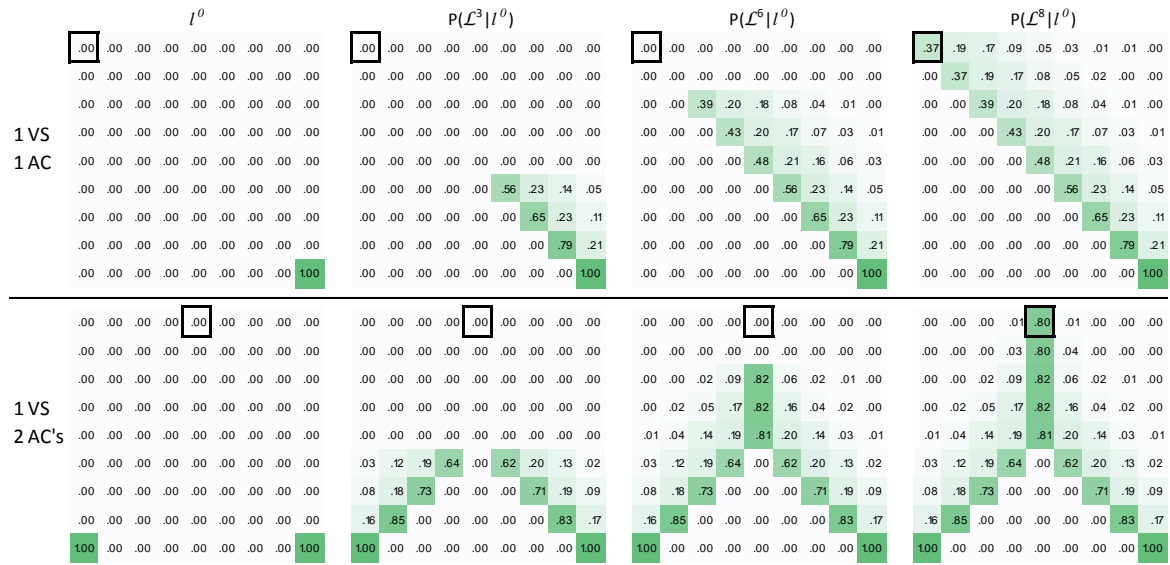 l⁰ P(ℒ³|l⁰) P(ℒ⁶|l⁰) P(ℒ⁸|l⁰)
.00 .00 .00 .00 .00 .00 .00 .00 .00 .00 .00 .00 .00 .00 .00 .00 .00 .00 .00 .00 .00 .00 .00 .00 .00 .00 .00 .37 .19 .17 .09 .05 .03 .01 .01 .00
.00 .00 .00 .00 .00 .00 .00 .00 .00 .00 .00 .00 .00 .00 .00 .00 .00 .00 .00 .00 .00 .00 .00 .00 .00 .00 .00 .00 .37 .19 .17 .08 .05 .02 .00 .00
.00 .00 .00 .00 .00 .00 .00 .00 .00 .00 .00 .00 .00 .00 .00 .00 .00 .00 .00 .00 .39 .20 .18 .08 .04 .01 .00 .00 .00 .39 .20 .18 .08 .04 .01 .00
1 VS .00 .00 .00 .00 .00 .00 .00 .00 .00 .00 .00 .00 .00 .00 .00 .00 .00 .00 .00 .00 .00 .43 .20 .17 .07 .03 .01 .00 .00 .00 .43 .20 .17 .07 .03 .01
1 AC .00 .00 .00 .00 .00 .00 .00 .00 .00 .00 .00 .00 .00 .00 .00 .00 .00 .00 .00 .00 .00 .00 .48 .21 .16 .06 .03 .00 .00 .00 .00 .48 .21 .16 .06 .03
.00 .00 .00 .00 .00 .00 .00 .00 .00 .00 .00 .00 .00 .00 .56 .23 .14 .05 .00 .00 .00 .00 .00 .56 .23 .14 .05 .00 .00 .00 .00 .00 .56 .23 .14 .05
.00 .00 .00 .00 .00 .00 .00 .00 .00 .00 .00 .00 .00 .00 .00 .65 .23 .11 .00 .00 .00 .00 .00 .00 .65 .23 .11 .00 .00 .00 .00 .00 .00 .65 .23 .11
.00 .00 .00 .00 .00 .00 .00 .00 .00 .00 .00 .00 .00 .00 .00 .00 .79 .21 .00 .00 .00 .00 .00 .00 .00 .79 .21 .00 .00 .00 .00 .00 .00 .00 .79 .21
.00 .00 .00 .00 .00 .00 .00 .00 1.00 .00 .00 .00 .00 .00 .00 .00 .00 1.00 .00 .00 .00 .00 .00 .00 .00 .00 1.00 .00 .00 .00 .00 .00 .00 .00 .00 1.00
.00 .00 .00 .00 .00 .00 .00 .00 .00 .00 .00 .00 .00 .00 .00 .00 .00 .00 .00 .00 .00 .00 .00 .00 .00 .00 .00 .00 .00 .00 .01 .80 .01 .00 .00 .00
.00 .00 .00 .00 .00 .00 .00 .00 .00 .00 .00 .00 .00 .00 .00 .00 .00 .00 .00 .00 .00 .00 .00 .00 .00 .00 .00 .00 .00 .00 .03 .80 .04 .00 .00 .00
.00 .00 .00 .00 .00 .00 .00 .00 .00 .00 .00 .00 .00 .00 .00 .00 .00 .00 .00 .00 .02 .09 .82 .06 .02 .01 .00 .00 .00 .02 .09 .82 .06 .02 .01 .00
1 VS .00 .00 .00 .00 .00 .00 .00 .00 .00 .00 .00 .00 .00 .00 .00 .00 .00 .00 .00 .02 .05 .17 .82 .16 .04 .02 .00 .00 .02 .05 .17 .82 .16 .04 .02 .00
2 AC's .00 .00 .00 .00 .00 .00 .00 .00 .00 .00 .00 .00 .00 .00 .00 .00 .00 .00 .01 .04 .14 .19 .81 .20 .14 .03 .01 .01 .04 .14 .19 .81 .20 .14 .03 .01
.00 .00 .00 .00 .00 .00 .00 .00 .00 .03 .12 .19 .64 .00 .62 .20 .13 .02 .03 .12 .19 .64 .00 .62 .20 .13 .02 .03 .12 .19 .64 .00 .62 .20 .13 .02
.00 .00 .00 .00 .00 .00 .00 .00 .00 .08 .18 .73 .00 .00 .00 .71 .19 .09 .08 .18 .73 .00 .00 .00 .71 .19 .09 .08 .18 .73 .00 .00 .00 .71 .19 .09
.00 .00 .00 .00 .00 .00 .00 .00 .00 .16 .85 .00 .00 .00 .00 .00 .83 .17 .16 .85 .00 .00 .00 .00 .00 .83 .17 .16 .85 .00 .00 .00 .00 .00 .83 .17
1.00 .00 .00 .00 .00 .00 .00 .00 1.00 1.00 .00 .00 .00 .00 .00 .00 .00 1.00 1.00 .00 .00 .00 .00 .00 .00 .00 1.00 1.00 .00 .00 .00 .00 .00 .00 .00 1.00